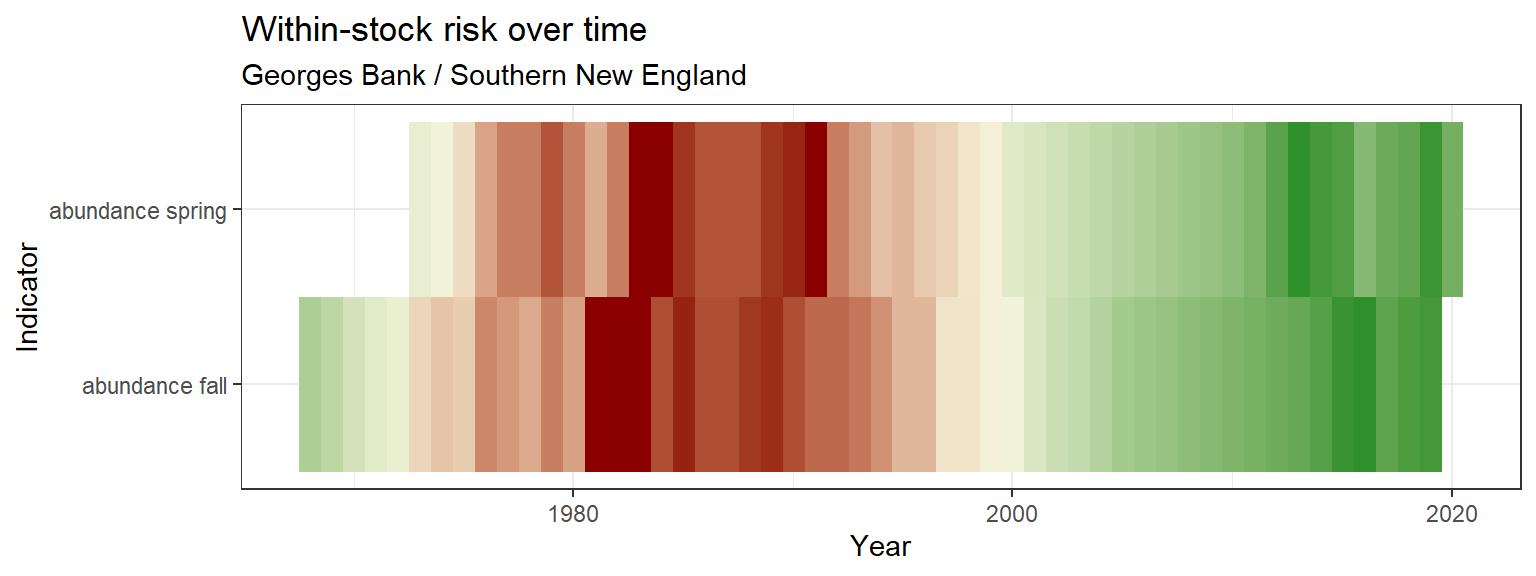 Within-stock risk over time
Georges Bank / Southern New England
abundance spring
abundance fall
Indicator
1980
2000
2020
Year